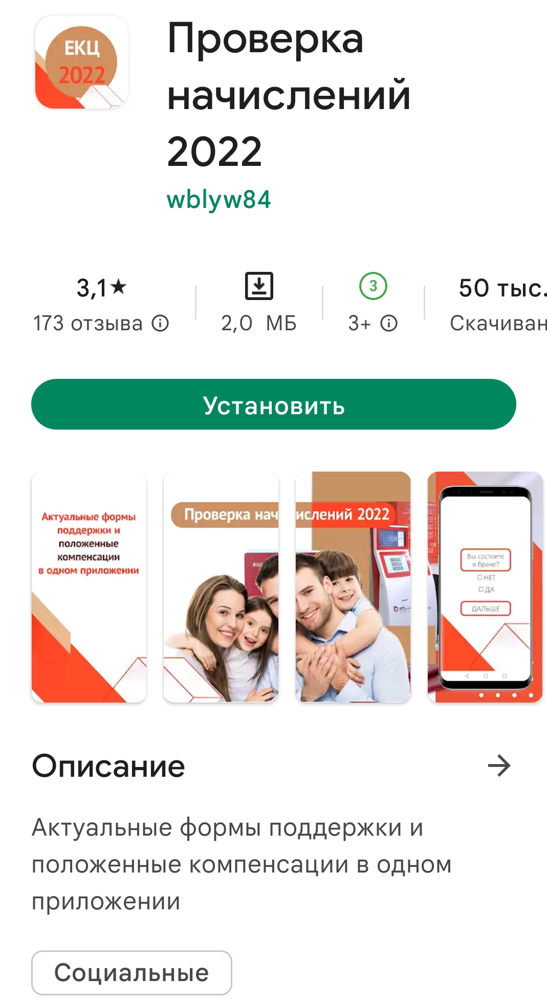 ЕКЦ
2022
Проверка
начислений
2022
wblyw84
3,1★
173 отзыва
2,0 МБ
3
3+
50 тыс.
Скачиван
Установить
Актуальные формы
поддержки и
положенные
компенсации
в одном приложении
Проверка нач
ислений 2022
Вы состоите
в браке?
НЕТ
ДА
ДАЛЬШЕ
Описание
Актуальные формы поддержки и
положенные компенсации в одном
приложении
Социальные